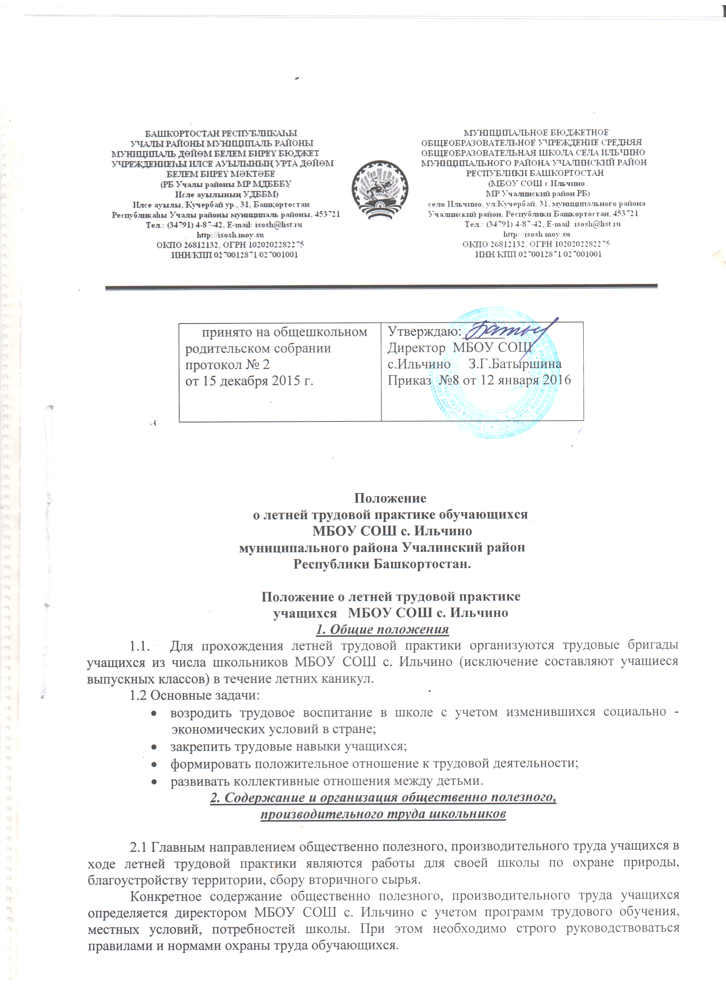 БАШКОРТОСТАН РЕСПУБЛИКАҺЫ
УЧАЛЫ РАЙОНЫ МУНИЦИПАЛЬ РАЙОНЫ
МУНИЦИПАЛЬ ДӨЙӨМ БЕЛЕМ БИРЕҮ БЮДЖЕТ
УЧРЕЖДЕНИЕҺЫ ИЛСЕ АУЫЛЫНЫҢ УРТА ДӨЙӨМ
БЕЛЕМ БИРЕҮ МӘКТӘБЕ
(РБ Учалы районы МР МДБББУ
Исле ауылының УДББМ)
Илсе ауылы, Кучербай ур., 31, Башҡортостан
Республикаһы Учалы районы муниципаль районы, 453721
Тел.: (34791) 4-87-42, E-mail: isosh@list.ru
http://isosh.moy.su
ОКПО 26812132, ОГРН 1020202282275
ИНН/КПП 0270012871/027001001
МУНИЦИПАЛЬНОЕ БЮДЖЕТНОЕ
ОБЩЕОБРАЗОВАТЕЛЬНОЕ УЧРЕЖДЕНИЕ СРЕДНЯЯ
ОБЩЕОБРАЗОВАТЕЛЬНАЯ ШКОЛА СЕЛА ИЛЬЧИНО
МУНИЦИПАЛЬНОГО РАЙОНА УЧАЛИНСКИЙ РАЙОН
РЕСПУБЛИКИ БАШКОРТОСТАН
(МБОУ СОШ с.Ильчино
МР Учалинский район РБ)
село Ильчино, ул.Кучербай, 31, муниципального района
Учалинский район, Республики Башкортостан, 453721
Тел.: (34791) 4-87-42, E-mail: isosh@list.ru
http://isosh.moy.su
ОКПО 26812132, ОГРН 1020202282275
ИНН/КПП 0270012871/027001001
принято на общешкольном
родительском собрании
протокол № 2
от 15 декабря 2015 г.
Утверждаю:
Директор МБОУ СОШ
с.Ильчино З.Г.Батыршина
Приказ №8 от 12 января 2016
Положение
о летней трудовой практике обучающихся
МБОУ СОШ с. Ильчино
муниципального района Учалинский район
Республики Башкортостан.
Положение о летней трудовой практике
учащихся МБОУ СОШ с. Ильчино
1. Общие положения
1.1. Для прохождения летней трудовой практики организуются трудовые бригады
учащихся из числа школьников МБОУ СОШ с. Ильчино (исключение составляют учащиеся
выпускных классов) в течение летних каникул.
1.2 Основные задачи:
• возродить трудовое воспитание в школе с учетом изменившихся социально -
экономических условий в стране;
• закрепить трудовые навыки учащихся;
• формировать положительное отношение к трудовой деятельности;
• развивать коллективные отношения между детьми.
2. Содержание и организация общественно полезного,
производительного труда школьников
2.1 Главным направлением общественно полезного, производительного труда учащихся в
ходе летней трудовой практики являются работы для своей школы по охране природы,
благоустройству территории, сбору вторичного сырья.
Конкретное содержание общественно полезного, производительного труда учащихся
определяется директором МБОУ СОШ с. Ильчино с учетом программ трудового обучения,
местных условий, потребностей школы. При этом необходимо строго руководствоваться
правилами и нормами охраны труда обучающихся.